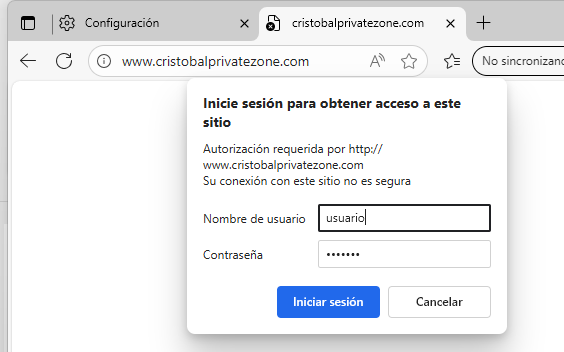 Configuración
cristobalprivatezone.com
www.cristobalprivatezone.com
No sincronizand
Inicie sesión para obtener acceso a este
sitio
Autorización requerida por http://
www.cristobalprivatezone.com
Su conexión con este sitio no es segura
Nombre de usuario
usuario
Contraseña
•••••••
Iniciar sesión
Cancelar